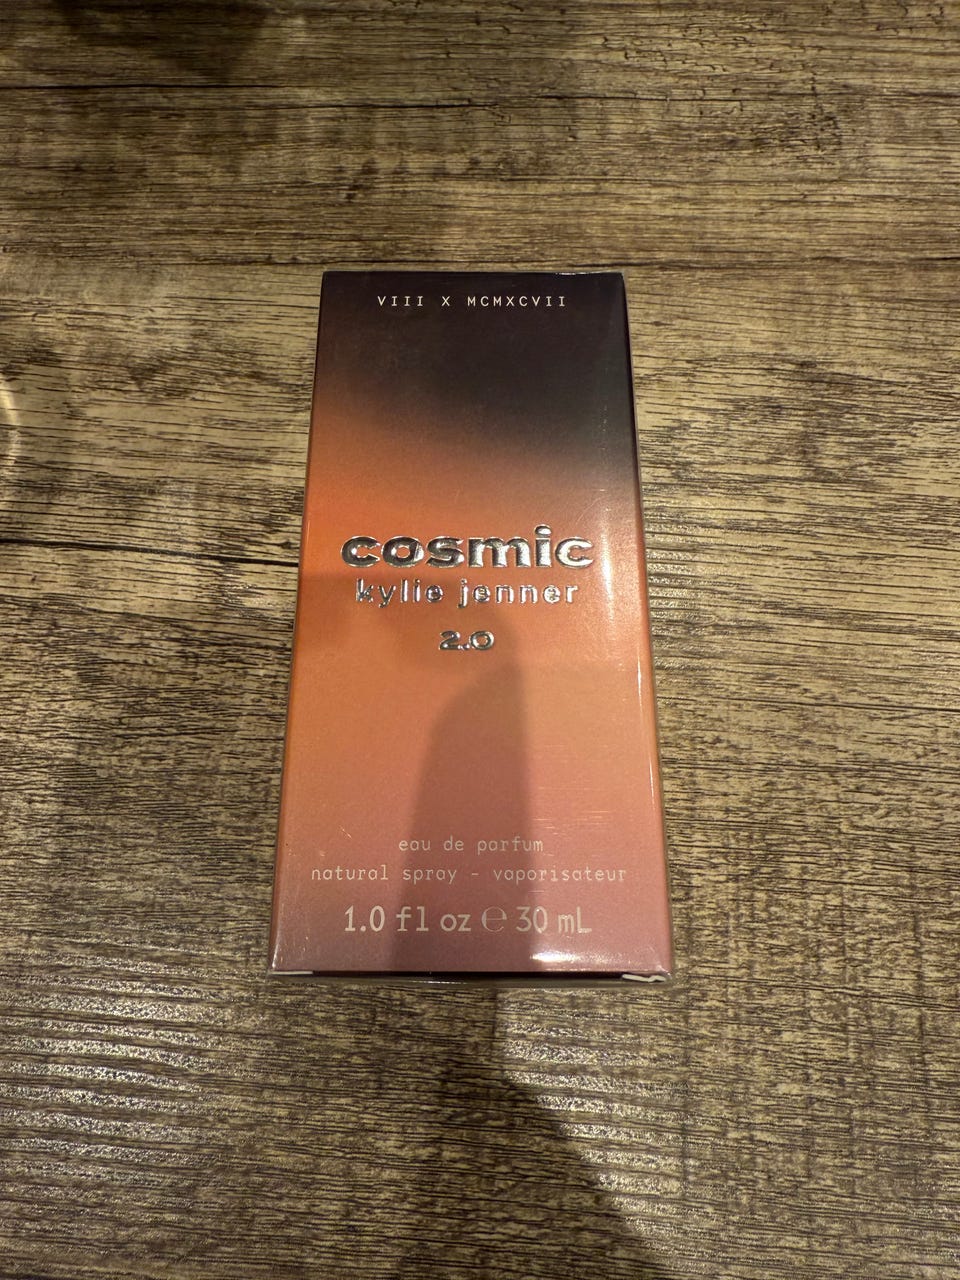 VIII X MCMXCVII
cosmic
kylie jenner
2.0
eau de parfum
natural spray - vaporisateur
1.0 fl oz ℮ 30 mL